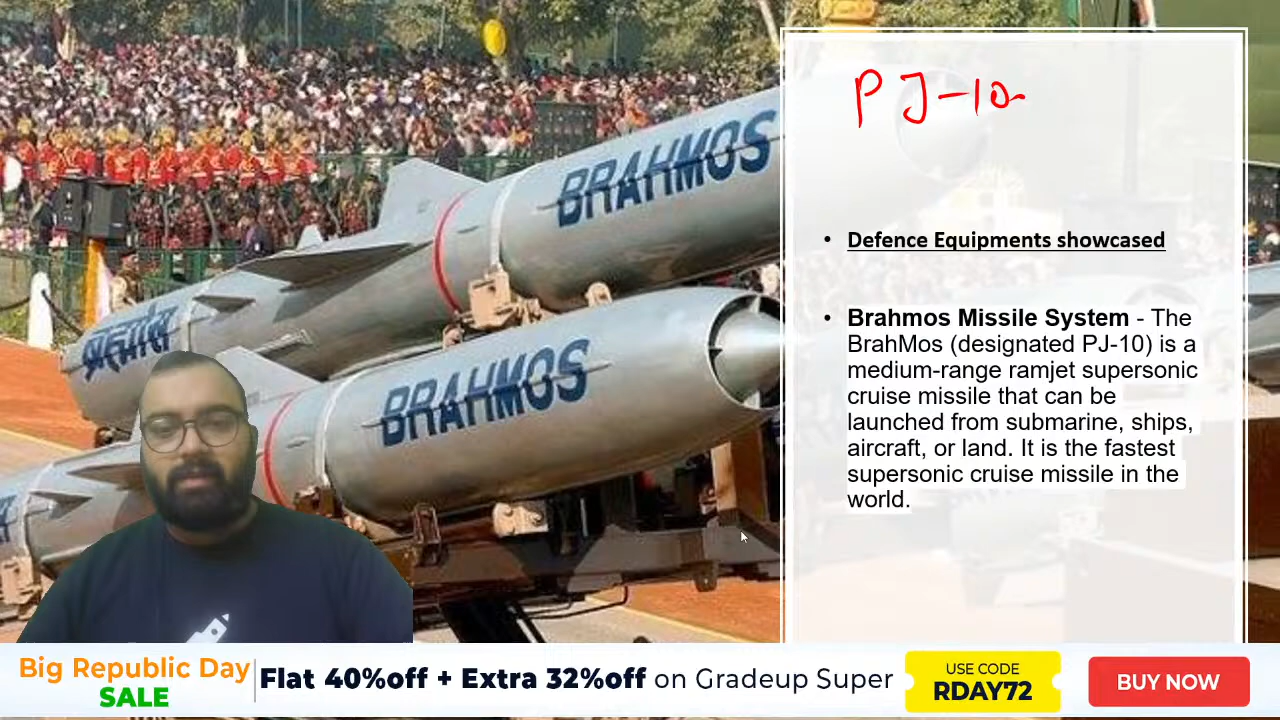 PJ-10
BRAHMOS
BRAHMOS
ब्रह्मोस
• Defence Equipments showcased
• Brahmos Missile System - The
BrahMos (designated PJ-10) is a
medium-range ramjet supersonic
cruise missile that can be
launched from submarine, ships,
aircraft, or land. It is the fastest
supersonic cruise missile in the
world.
Big Republic Day
SALE
Flat 40%off + Extra 32%off on Gradeup Super
USE CODE
RDAY72
BUY NOW